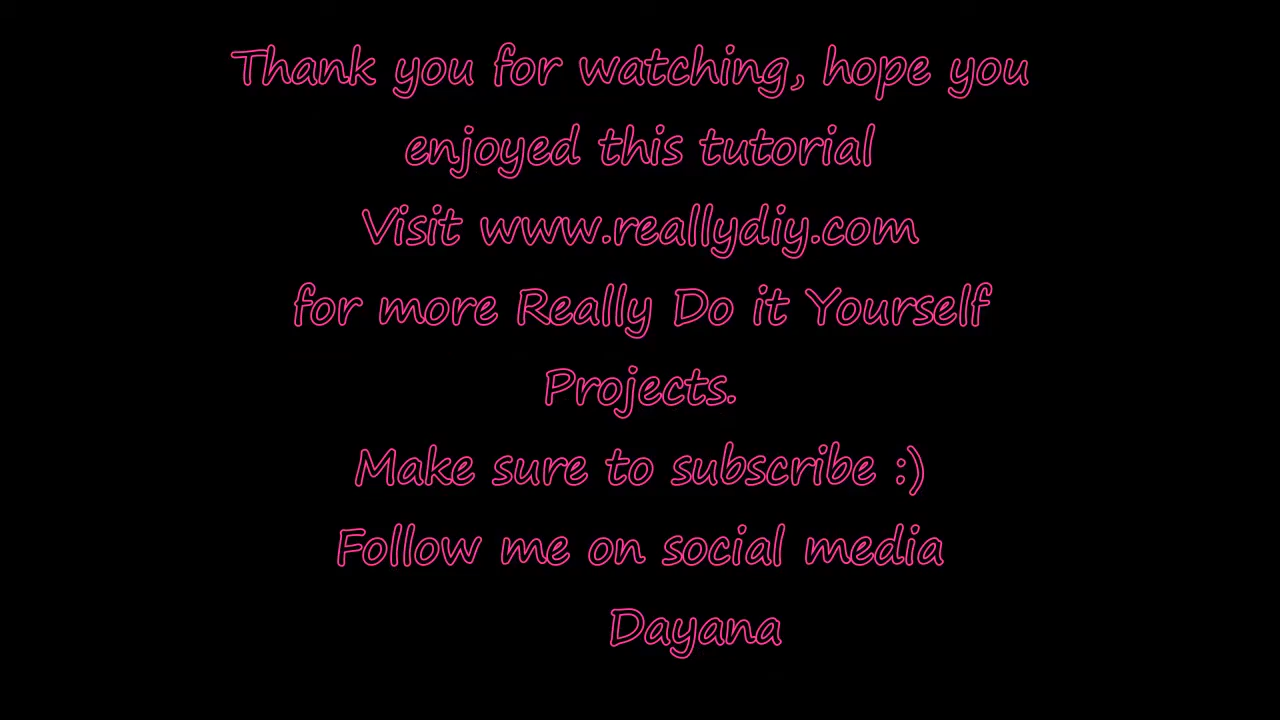 Thank you for watching, hope you
enjoyed this tutorial
Visit www.reallydiy.com
for more Really Do it Yourself
Projects.
Make sure to subscribe :)
Follow me on social media
Dayana